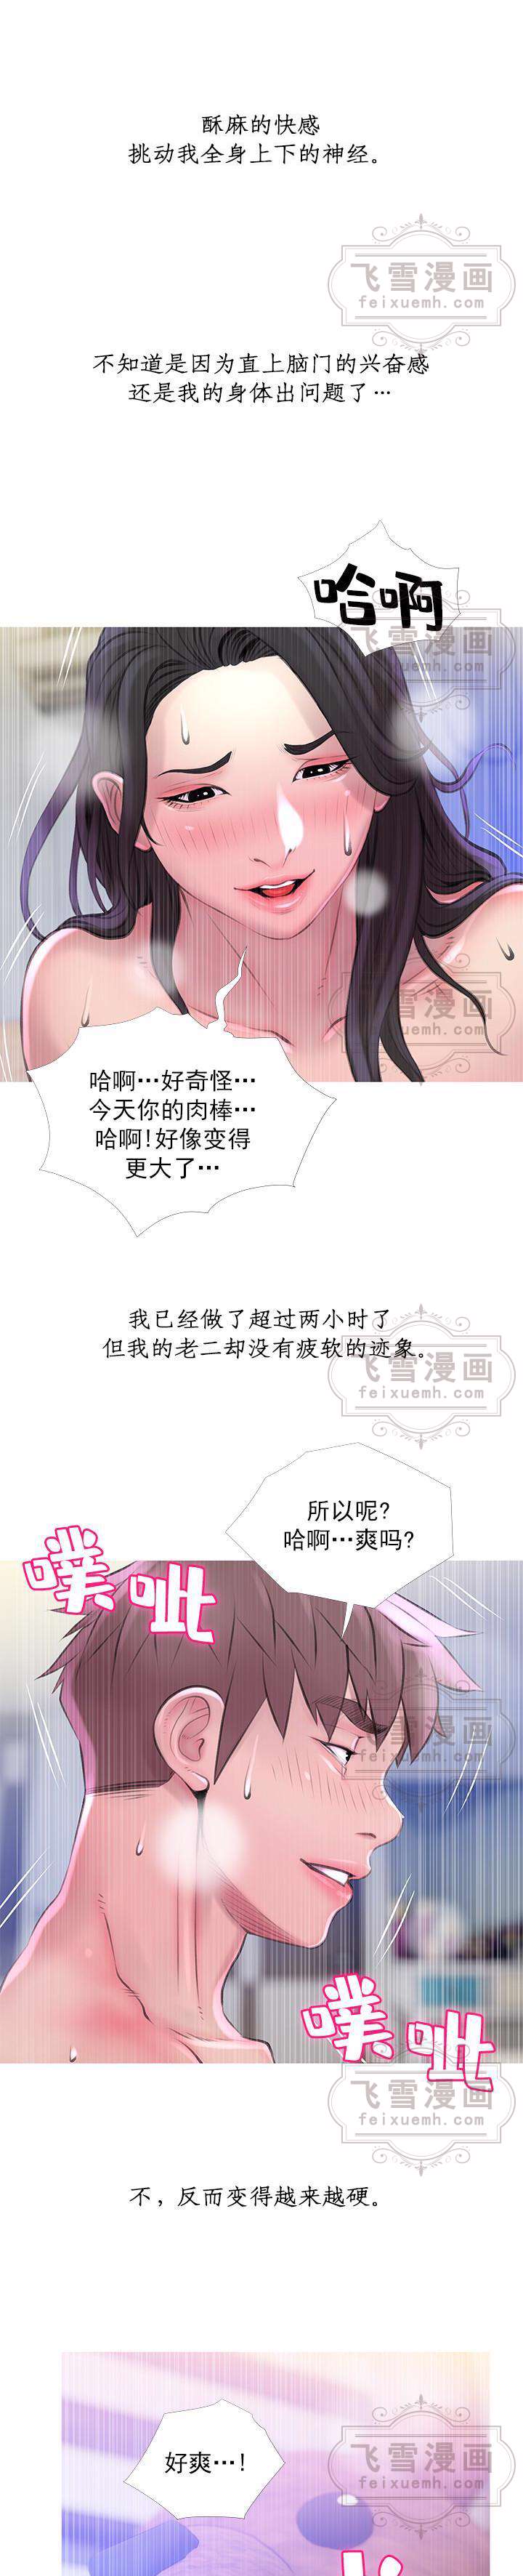 酥麻的快感
挑动我全身上下的神经。
飞雪漫画
feixuemh.com
不知道是因为直上脑门的兴奋感
还是我的身体出问题了…
哈啊
飞雪漫画
feixuemh.com
飞雪漫画
feixuemh.com
哈啊…好奇怪…
今天你的肉棒…
哈啊!好像变得
更大了…
我已经做了超过两小时了
但我的老二却没有疲软的迹象。
飞雪漫画
feixuemh.com
所以呢?
哈啊…爽吗?
噗呲
飞雪漫画
feixuemh.com
噗呲
飞雪漫画
feixuemh.com
不，反而变得越来越硬。
好爽…!
飞雪漫画
feixuemh.com